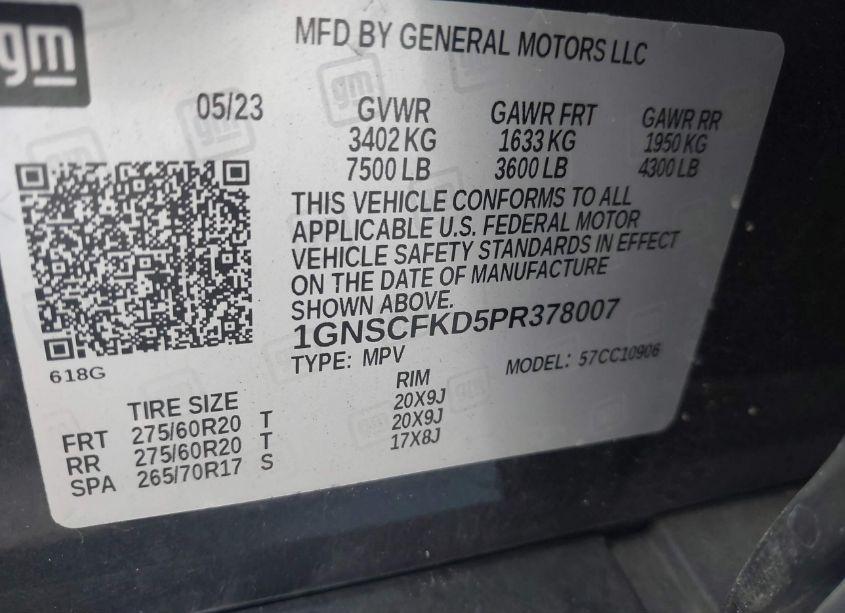 gm
MFD BY GENERAL MOTORS LLC
05/23 GVWR GAWR FRT GAWR RR
3402 KG 1633 KG 1950 KG
7500 LB 3600 LB 4300 LB
THIS VEHICLE CONFORMS TO ALL
APPLICABLE U.S. FEDERAL MOTOR
VEHICLE SAFETY STANDARDS IN EFFECT
ON THE DATE OF MANUFACTURE
SHOWN ABOVE.
1GNSCFKD5PR378007
TYPE: MPV MODEL: 57CC10906
618G
TIRE SIZE RIM
FRT 275/60R20 T 20X9J
RR 275/60R20 T 20X9J
SPA 265/70R17 S 17X8J